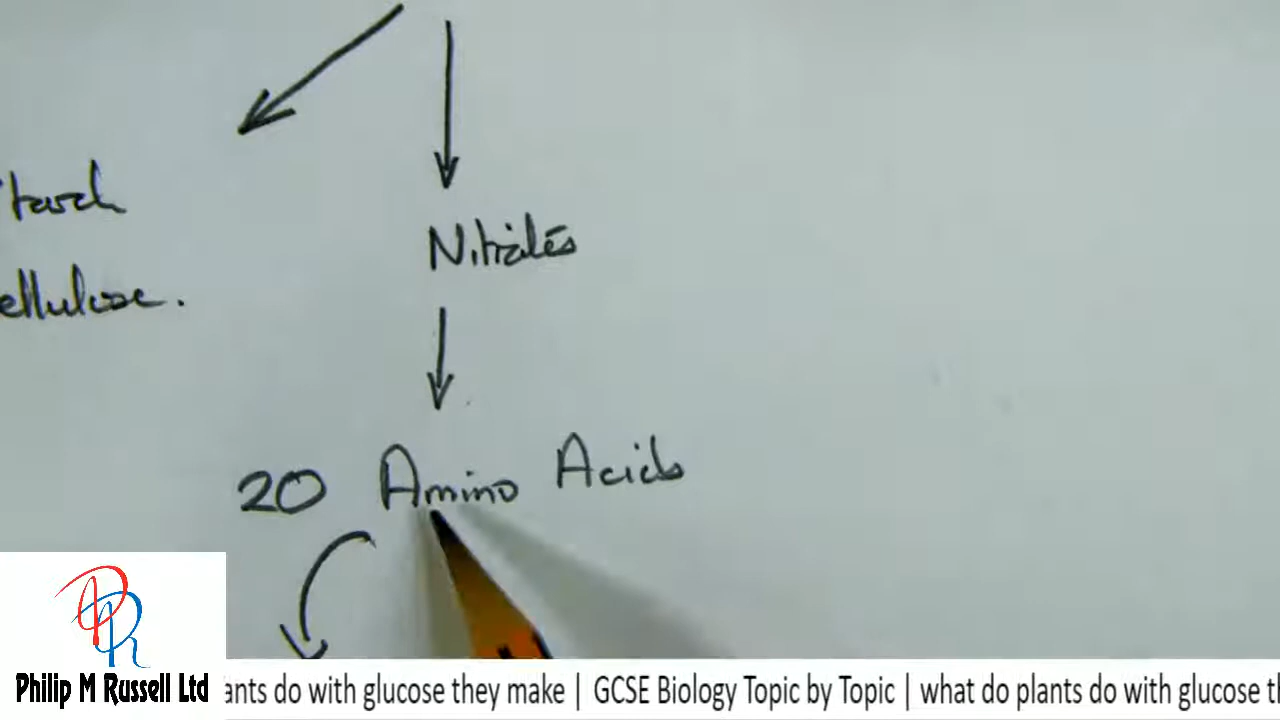 tarch
ellulose.
Nitrates
20 Amino Acids
Philip M Russell Ltd
ants do with glucose they make | GCSE Biology Topic by Topic | what do plants do with glucose th